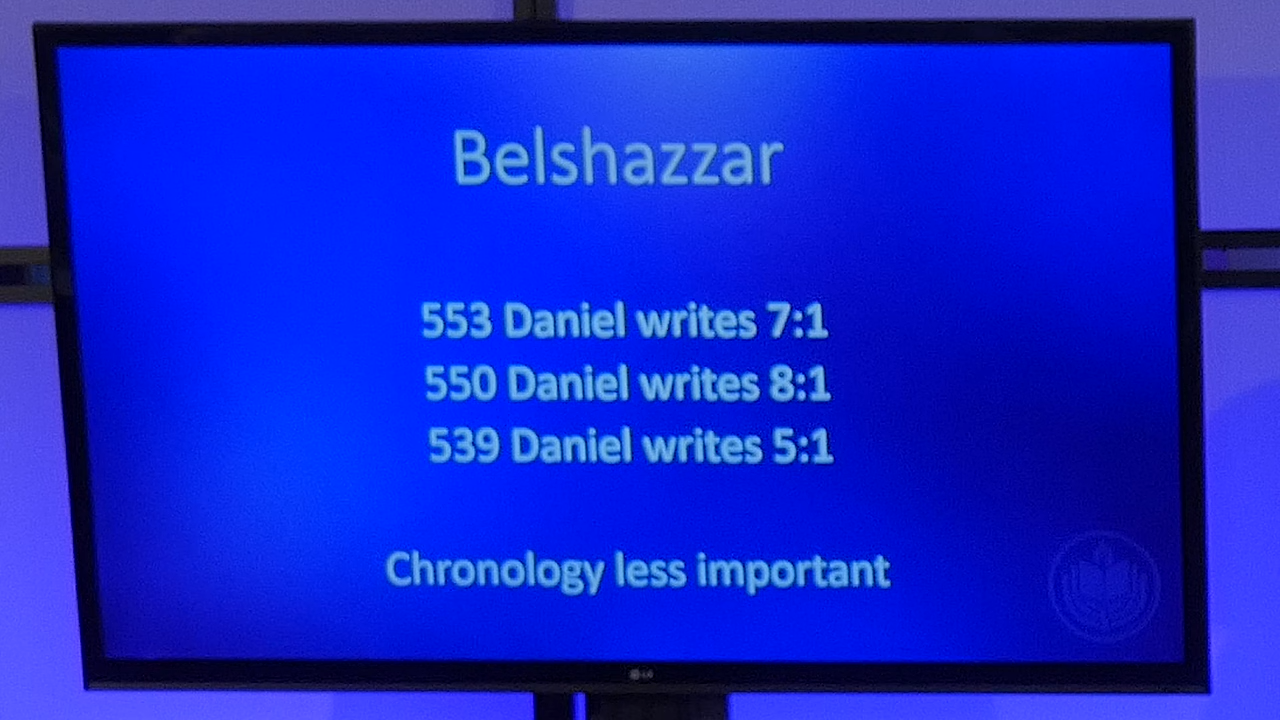 Belshazzar
553 Daniel writes 7:1
550 Daniel writes 8:1
539 Daniel writes 5:1
Chronology less important
LG